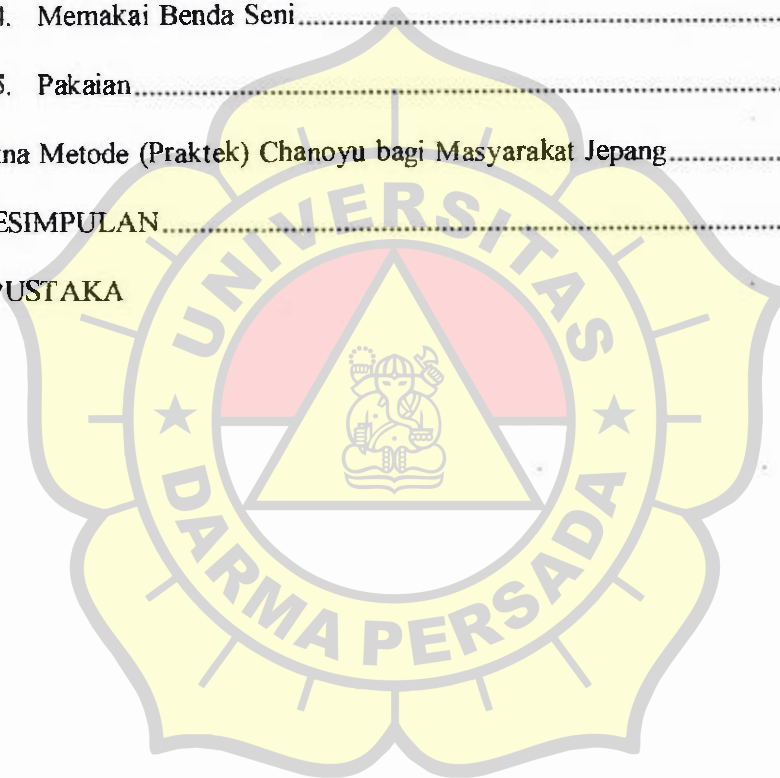 4. Memakai Benda Seni
5. Pakaian
na Metode (Praktek) Chanoyu bagi Masyarakat Jepang
ESIMPULAN
PUSTAKA
UNIVERSITAS
DARMA PERSADA